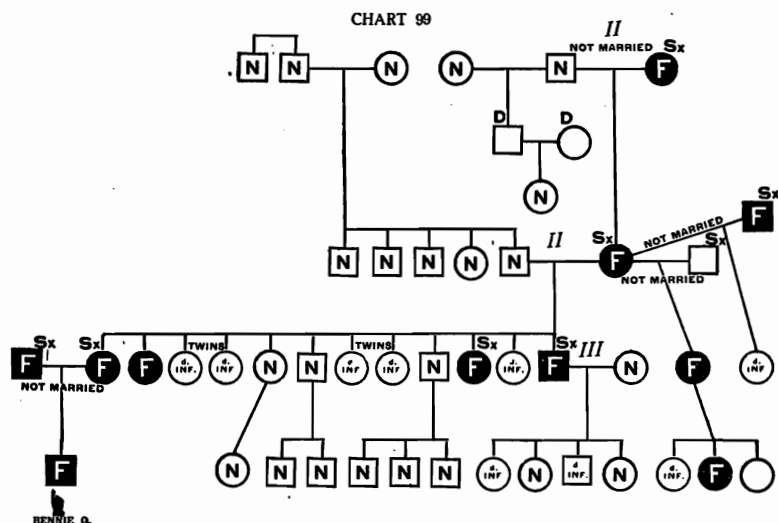 CHART 99
II
NOT MARRIED Sx
N N N N N F
D D
N
Sx
F
NOT MARRIED
Sx Sx
N N N N N II F
NOT MARRIED
Sx Sx TWINS TWINS Sx Sx III
F F F d. INF. d. INF N N INF d. INF. N F INF. F N F d. INF
NOT MARRIED
F N N N N N N d. INF N d INF. N d. INF. F
BENNIE O.